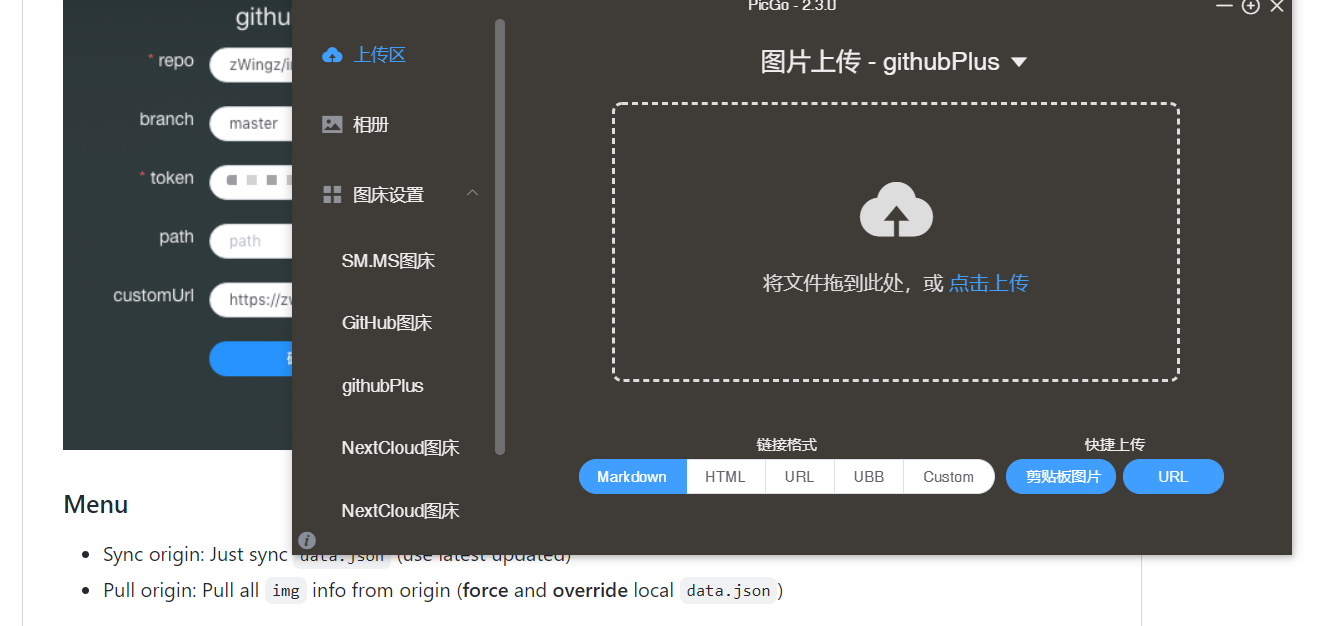 githu
* repo
zWingz/i
branch
master
* token
path
path
customUrl
https://zw
PicGo - 2.3.0
上传区
相册
图床设置
SM.MS图床
GitHub图床
githubPlus
NextCloud图床
NextCloud图床
图片上传 - githubPlus
将文件拖到此处，或 点击上传
链接格式
快捷上传
Markdown HTML URL UBB Custom
剪贴板图片 URL
Menu
Sync origin: Just sync data.json (use latest updated)
Pull origin: Pull all img info from origin (force and override local data.json)